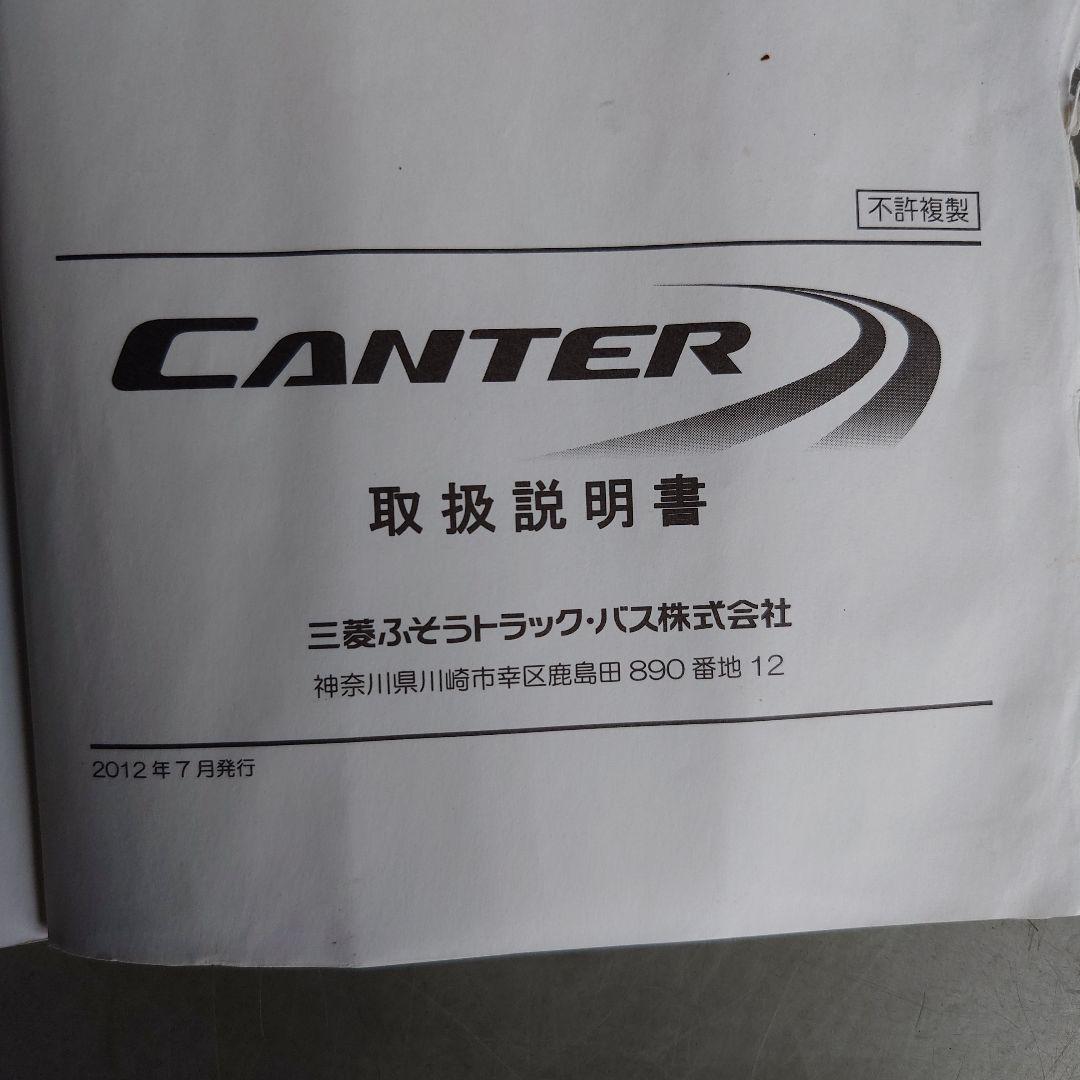 不許複製
CANTER
取扱説明書
三菱ふそうトラック・バス株式会社
神奈川県川崎市幸区鹿島田 890 番地 12
2012 年 7 月発行